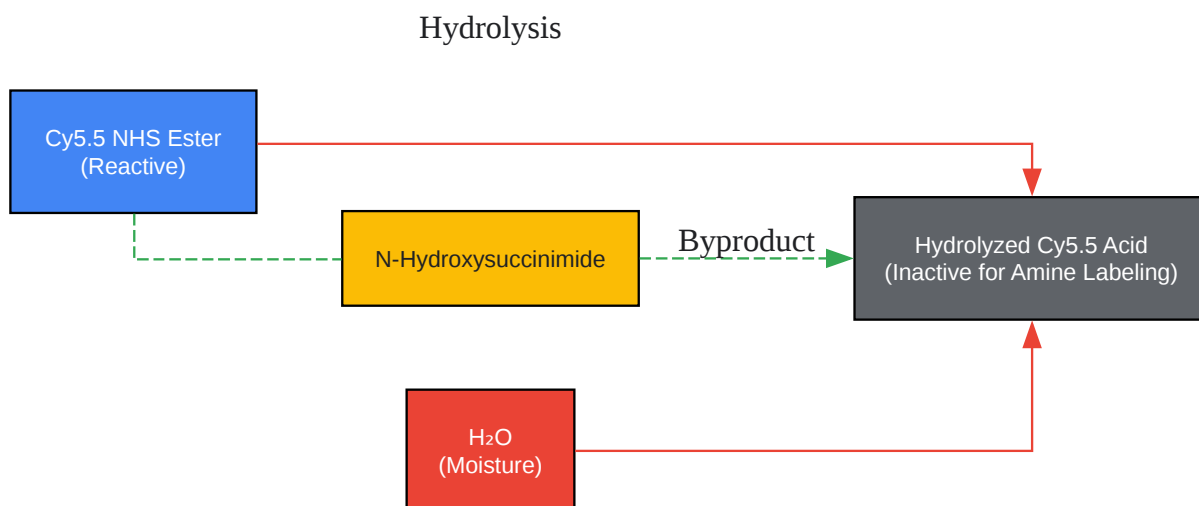 Hydrolysis
Cy5.5 NHS Ester
(Reactive)
N-Hydroxysuccinimide
Byproduct
Hydrolyzed Cy5.5 Acid
(Inactive for Amine Labeling)
H₂O
(Moisture)